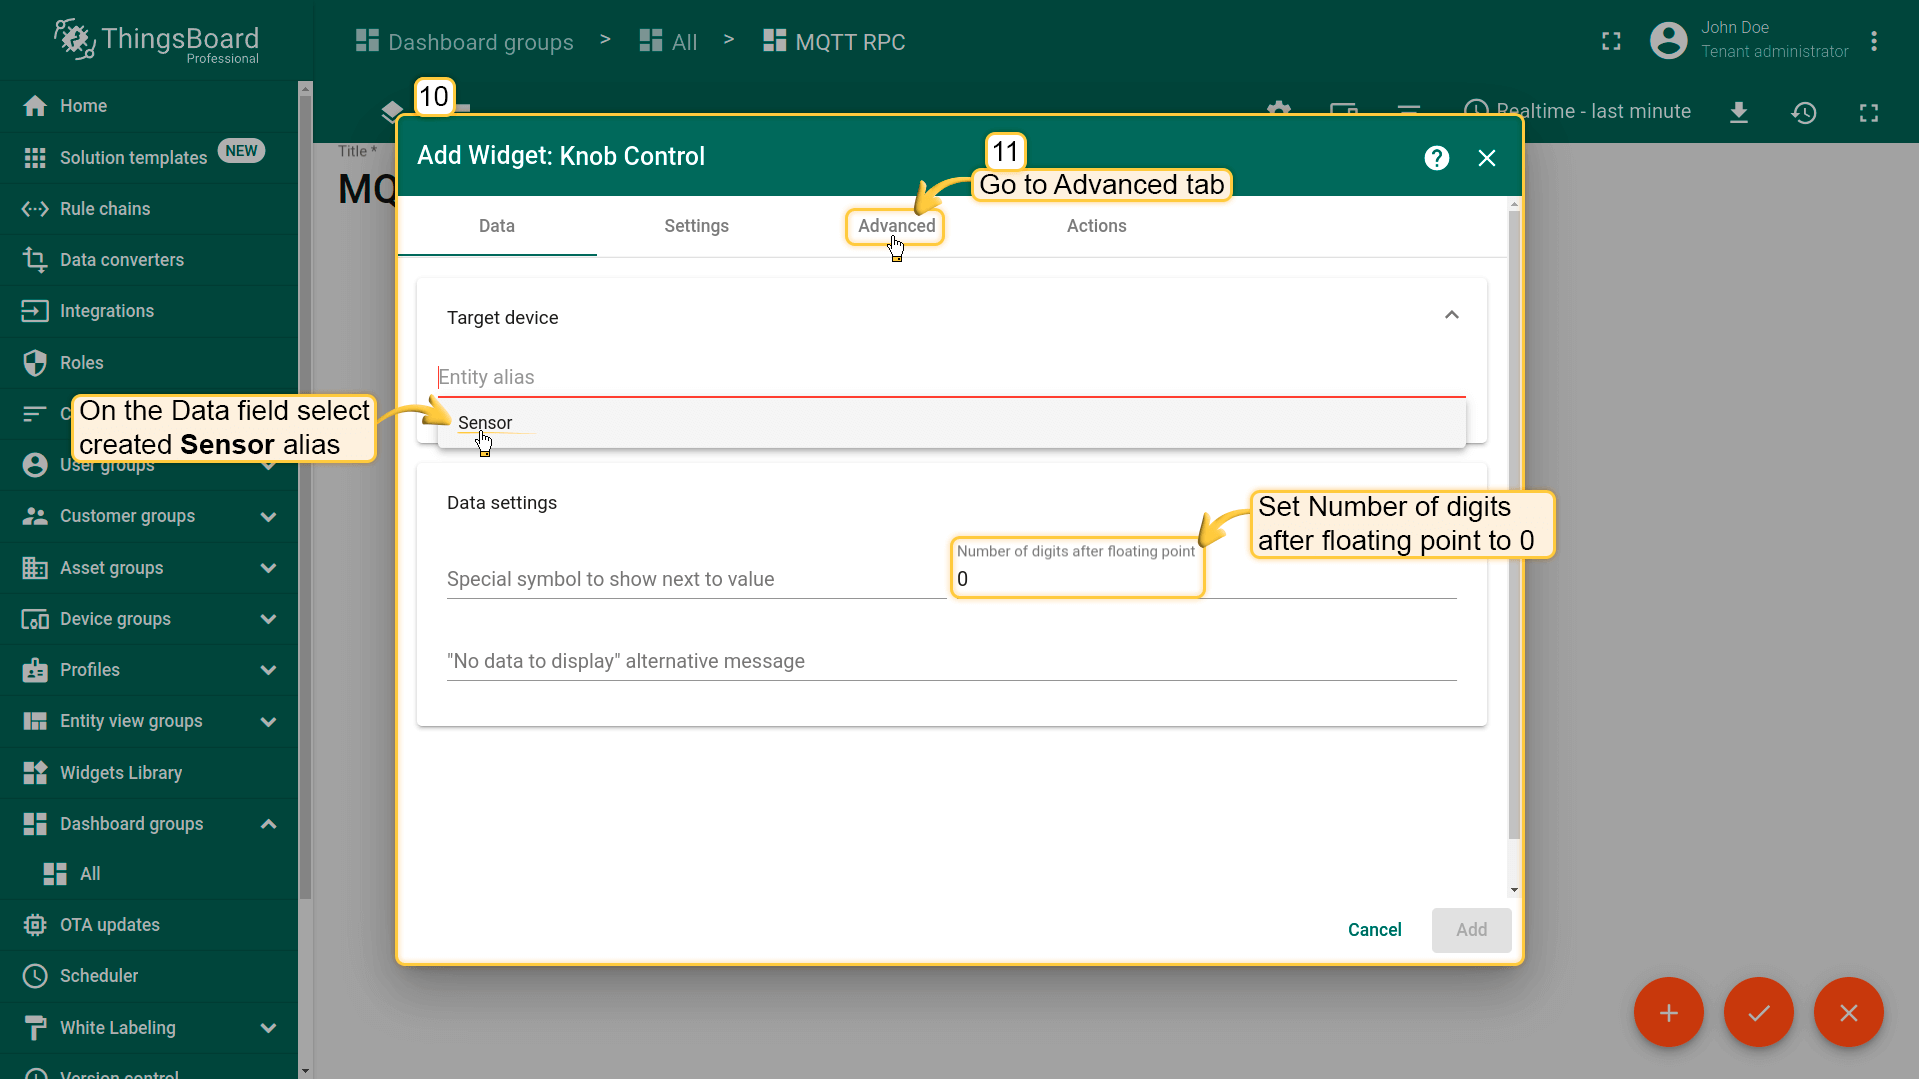 ThingsBoard
Professional
Dashboard groups > All > MQTT RPC
John Doe
Tenant administrator
Home
Solution templates NEW
Rule chains
Data converters
Integrations
Roles
User groups
Customer groups
Asset groups
Device groups
Profiles
Entity view groups
Widgets Library
Dashboard groups
All
OTA updates
Scheduler
White Labeling
Version control
Realtime - last minute
Title *
MQ
10
Add Widget: Knob Control
11
Go to Advanced tab
Data
Settings
Advanced
Actions
Target device
Entity alias
Sensor
On the Data field select
created Sensor alias
Data settings
Special symbol to show next to value
Number of digits after floating point
0
Set Number of digits
after floating point to 0
"No data to display" alternative message
Cancel
Add